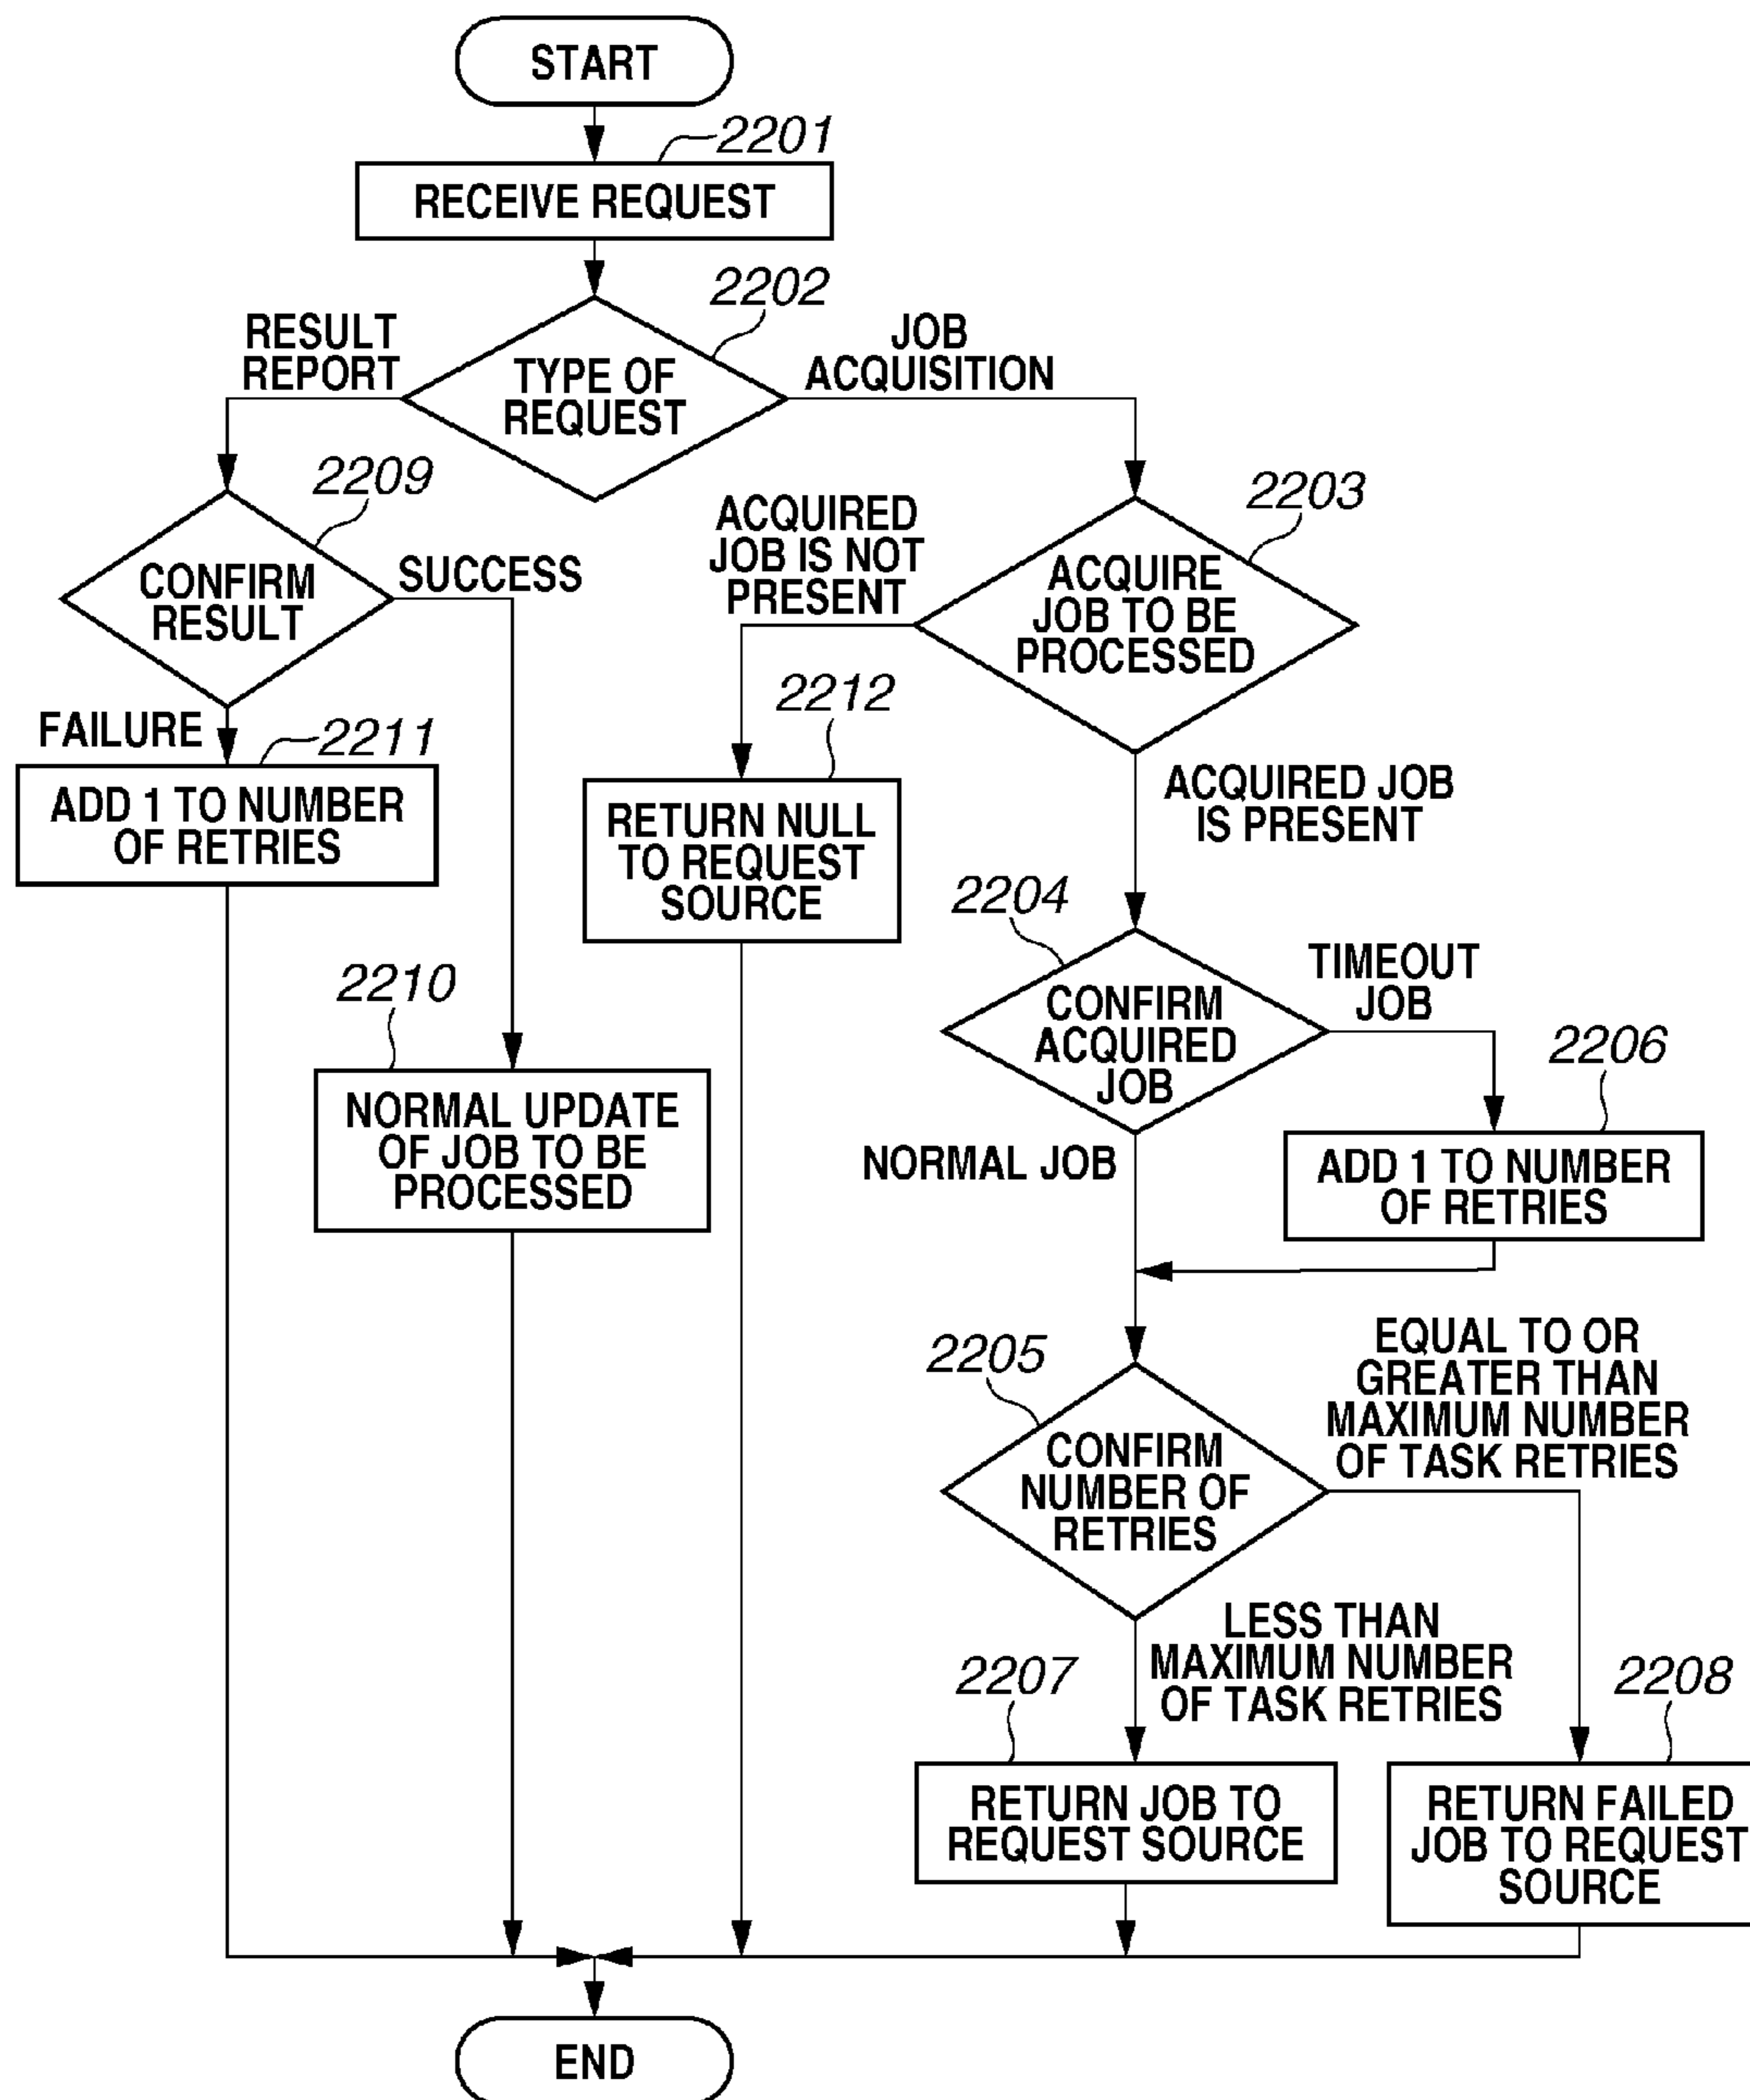 START
2201
RECEIVE REQUEST
2202
RESULT
REPORT
TYPE OF
REQUEST
JOB
ACQUISITION
2209
CONFIRM
RESULT
SUCCESS
ACQUIRED
JOB IS NOT
PRESENT
2203
ACQUIRE
JOB TO BE
PROCESSED
FAILURE
2211
ADD 1 TO NUMBER
OF RETRIES
2212
RETURN NULL
TO REQUEST
SOURCE
ACQUIRED JOB
IS PRESENT
2210
NORMAL UPDATE
OF JOB TO BE
PROCESSED
2204
CONFIRM
ACQUIRED
JOB
TIMEOUT
JOB
2206
NORMAL JOB
ADD 1 TO NUMBER
OF RETRIES
2205
CONFIRM
NUMBER OF
RETRIES
EQUAL TO OR
GREATER THAN
MAXIMUM NUMBER
OF TASK RETRIES
LESS THAN
MAXIMUM NUMBER
OF TASK RETRIES
2207
RETURN JOB TO
REQUEST SOURCE
2208
RETURN FAILED
JOB TO REQUEST
SOURCE
END